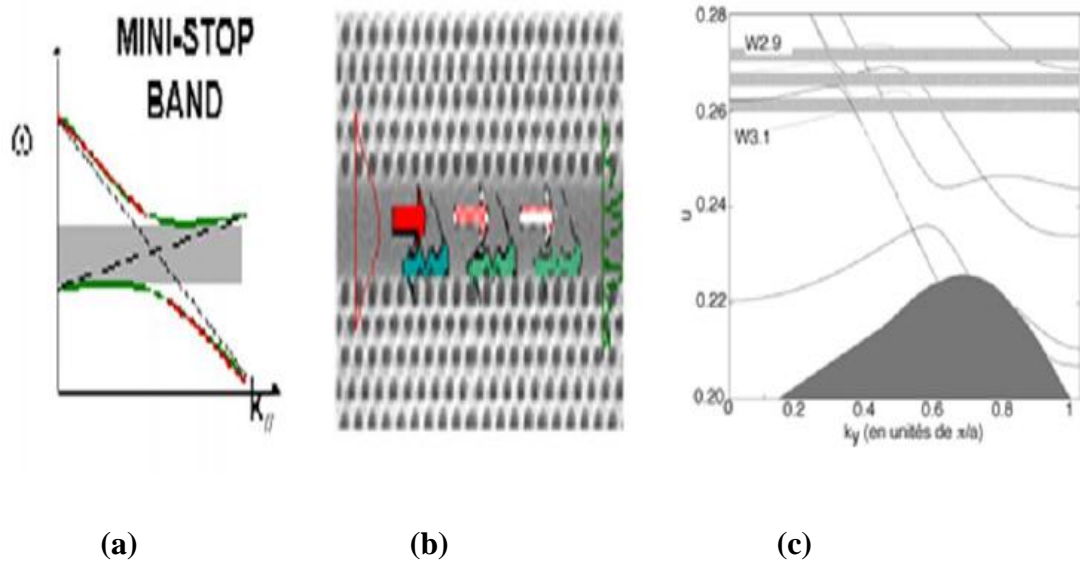 MINI-STOP
BAND
ω
k//
0.28
0.26
0.24
u
0.22
0.20
W2.9
W3.1
0
0.2
0.4
0.6
0.8
1
ky (en unités de π/a)
(a)
(b)
(c)